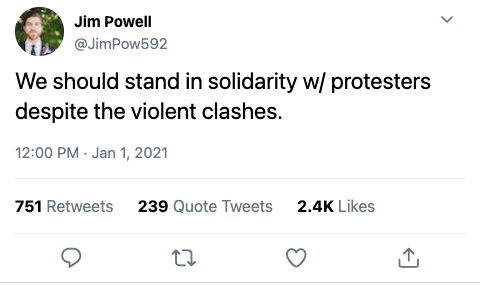 Jim Powell
@JimPow592
We should stand in solidarity w/ protesters
despite the violent clashes.
12:00 PM · Jan 1, 2021
751 Retweets 239 Quote Tweets 2.4K Likes